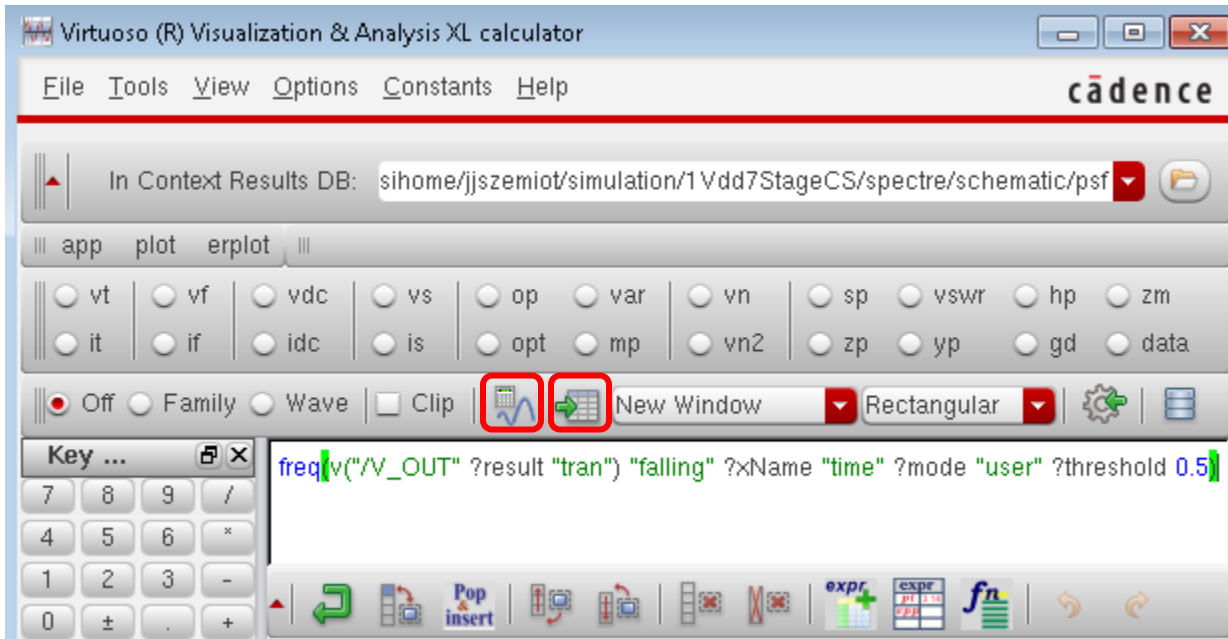 Virtuoso (R) Visualization & Analysis XL calculator
File Tools View Options Constants Help
cādence
In Context Results DB: sihome/jjszemiot/simulation/1Vdd7StageCS/spectre/schematic/psf
app plot erplot
vt vf vdc vs op var vn sp vswr hp zm
it if idc is opt mp vn2 zp yp gd data
Off Family Wave Clip New Window Rectangular
Key ...
freq(v("/V_OUT" ?result "tran") "falling" ?xName "time" ?mode "user" ?threshold 0.5)
7 8 9 /
4 5 6 *
1 2 3 -
0 ± . +
Pop
&
insert
expr
expr
fn